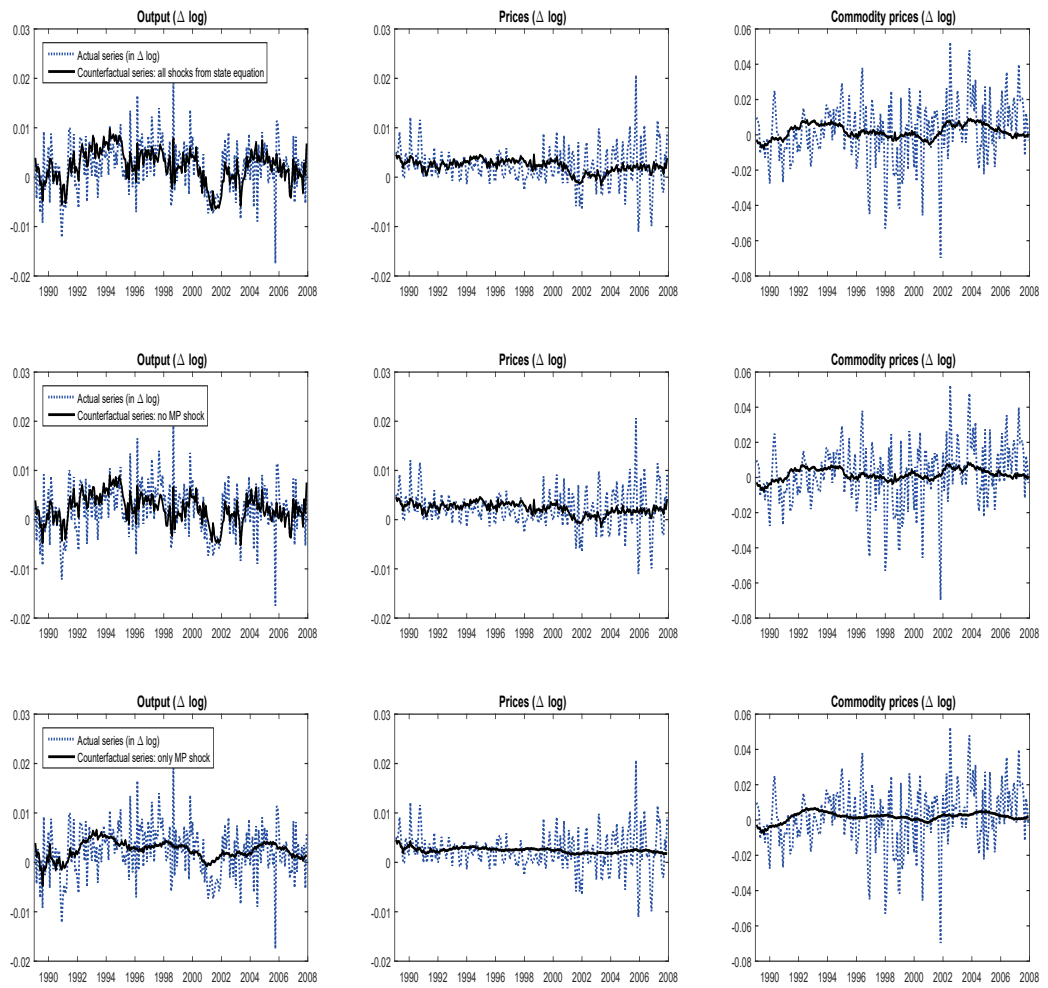 Output (Δ log)
0.03
0.02
0.01
0
-0.01
-0.02
Actual series (in Δ log)
Counterfactual series: all shocks from state equation
1990 1992 1994 1996 1998 2000 2002 2004 2006 2008
Prices (Δ log)
0.03
0.02
0.01
0
-0.01
-0.02
1990 1992 1994 1996 1998 2000 2002 2004 2006 2008
Commodity prices (Δ log)
0.06
0.04
0.02
0
-0.02
-0.04
-0.06
-0.08
1990 1992 1994 1996 1998 2000 2002 2004 2006 2008
Output (Δ log)
0.03
0.02
0.01
0
-0.01
-0.02
Actual series (in Δ log)
Counterfactual series: no MP shock
1990 1992 1994 1996 1998 2000 2002 2004 2006 2008
Prices (Δ log)
0.03
0.02
0.01
0
-0.01
-0.02
1990 1992 1994 1996 1998 2000 2002 2004 2006 2008
Commodity prices (Δ log)
0.06
0.04
0.02
0
-0.02
-0.04
-0.06
-0.08
1990 1992 1994 1996 1998 2000 2002 2004 2006 2008
Output (Δ log)
0.03
0.02
0.01
0
-0.01
-0.02
Actual series (in Δ log)
Counterfactual series: only MP shock
1990 1992 1994 1996 1998 2000 2002 2004 2006 2008
Prices (Δ log)
0.03
0.02
0.01
0
-0.01
-0.02
1990 1992 1994 1996 1998 2000 2002 2004 2006 2008
Commodity prices (Δ log)
0.06
0.04
0.02
0
-0.02
-0.04
-0.06
-0.08
1990 1992 1994 1996 1998 2000 2002 2004 2006 2008